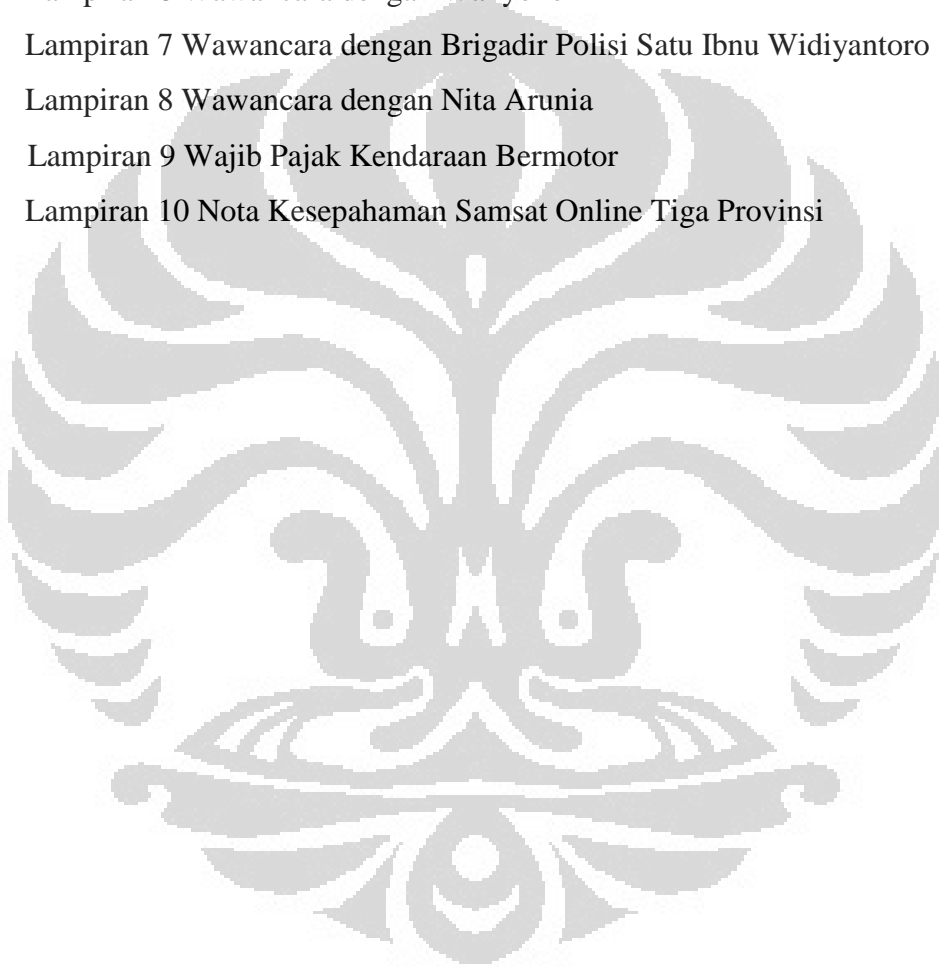 Lampiran 7 Wawancara dengan Brigadir Polisi Satu Ibnu Widiyantoro
Lampiran 8 Wawancara dengan Nita Arunia
Lampiran 9 Wajib Pajak Kendaraan Bermotor
Lampiran 10 Nota Kesepahaman Samsat Online Tiga Provinsi